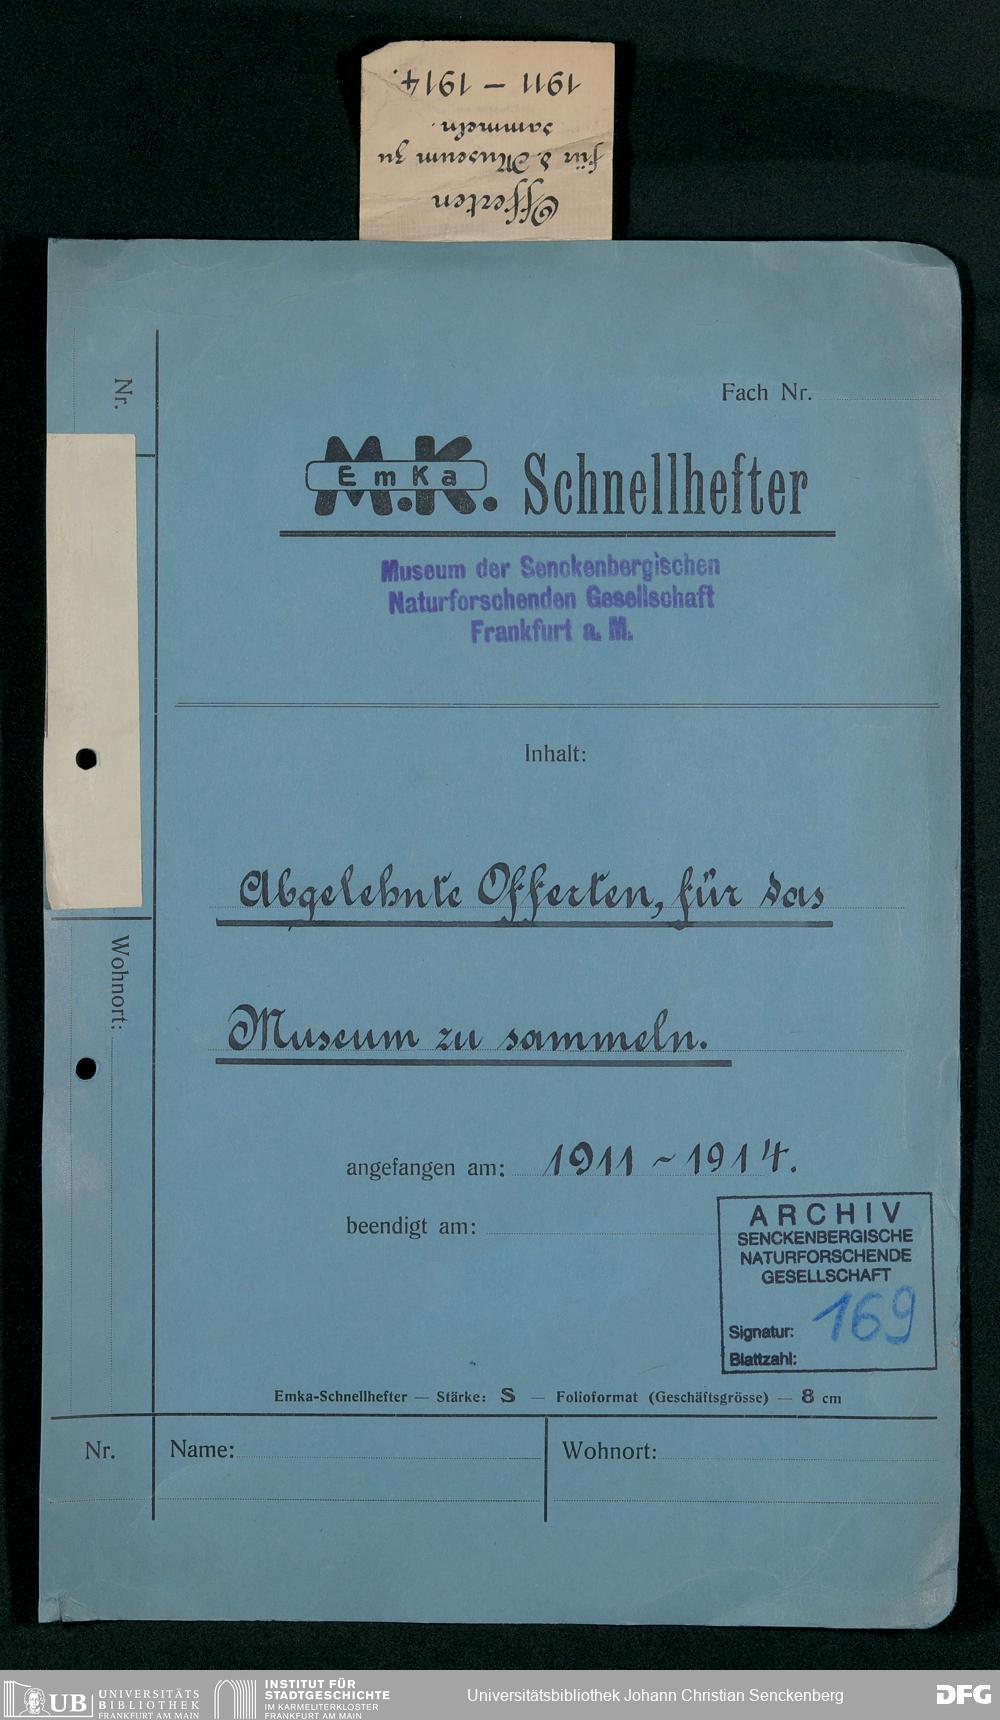 Offerten
für d. Museum zu
sammeln.
1911 – 1914.
Nr.
Fach Nr.
M.K.
EmKa
Schnellhefter
Museum der Senckenbergischen
Naturforschenden Gesellschaft
Frankfurt a. M.
Inhalt:
Abgelehnte Offerten, für das
Museum zu sammeln.
Wohnort:
angefangen am: 1911 ~ 1914.
beendigt am:
ARCHIV
SENCKENBERGISCHE
NATURFORSCHENDE
GESELLSCHAFT
Signatur: 169
Blattzahl:
Emka-Schnellhefter — Stärke: S — Folioformat (Geschäftsgrösse) — 8 cm
Nr.
Name:
Wohnort:
UB UNIVERSITÄTS
BIBLIOTHEK
FRANKFURT AM MAIN
INSTITUT FÜR
STADTGESCHICHTE
IM KARMELITERKLOSTER
FRANKFURT AM MAIN
Universitätsbibliothek Johann Christian Senckenberg
DFG